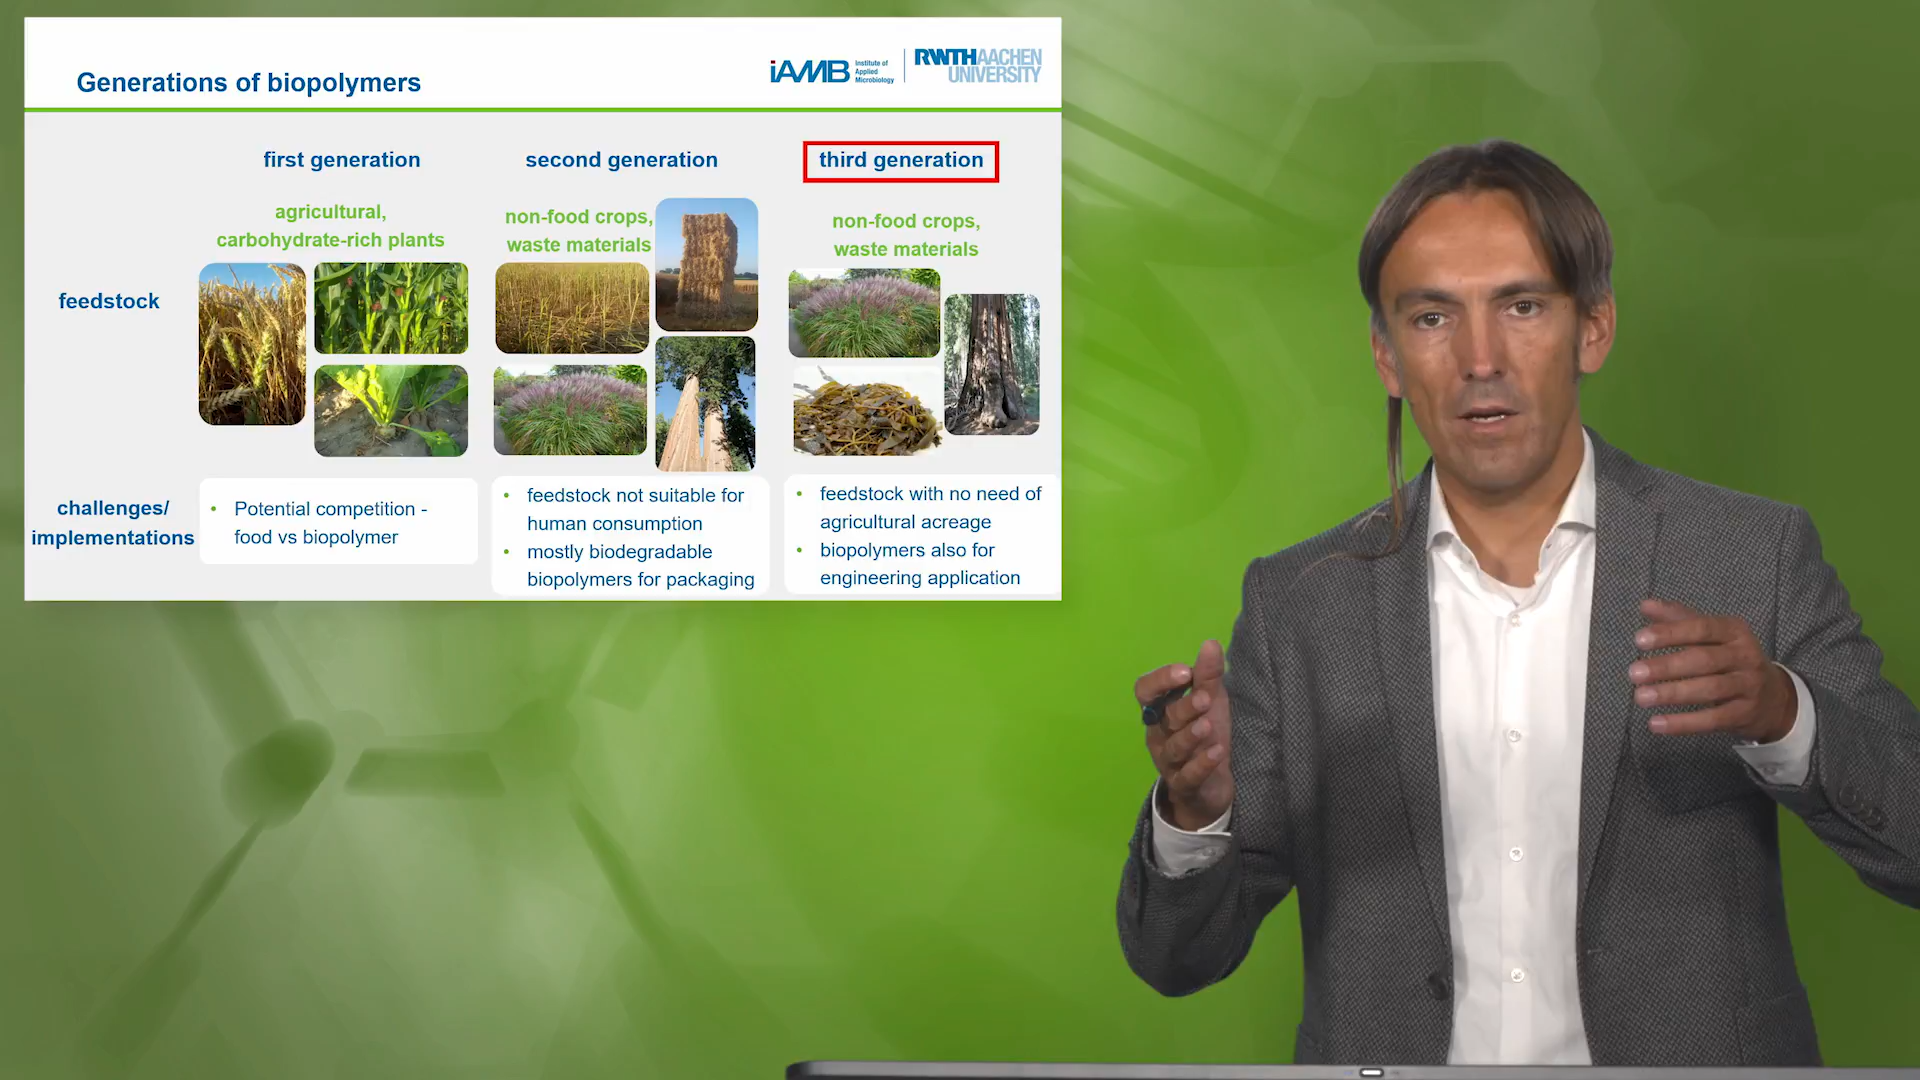 Generations of biopolymers
iAMB Institute of
Applied
Microbiology
RWTHAACHEN
UNIVERSITY
first generation
second generation
third generation
agricultural,
carbohydrate-rich plants
non-food crops,
waste materials
non-food crops,
waste materials
feedstock
challenges/
implementations
• Potential competition -
food vs biopolymer
• feedstock not suitable for
human consumption
• mostly biodegradable
biopolymers for packaging
• feedstock with no need of
agricultural acreage
• biopolymers also for
engineering application